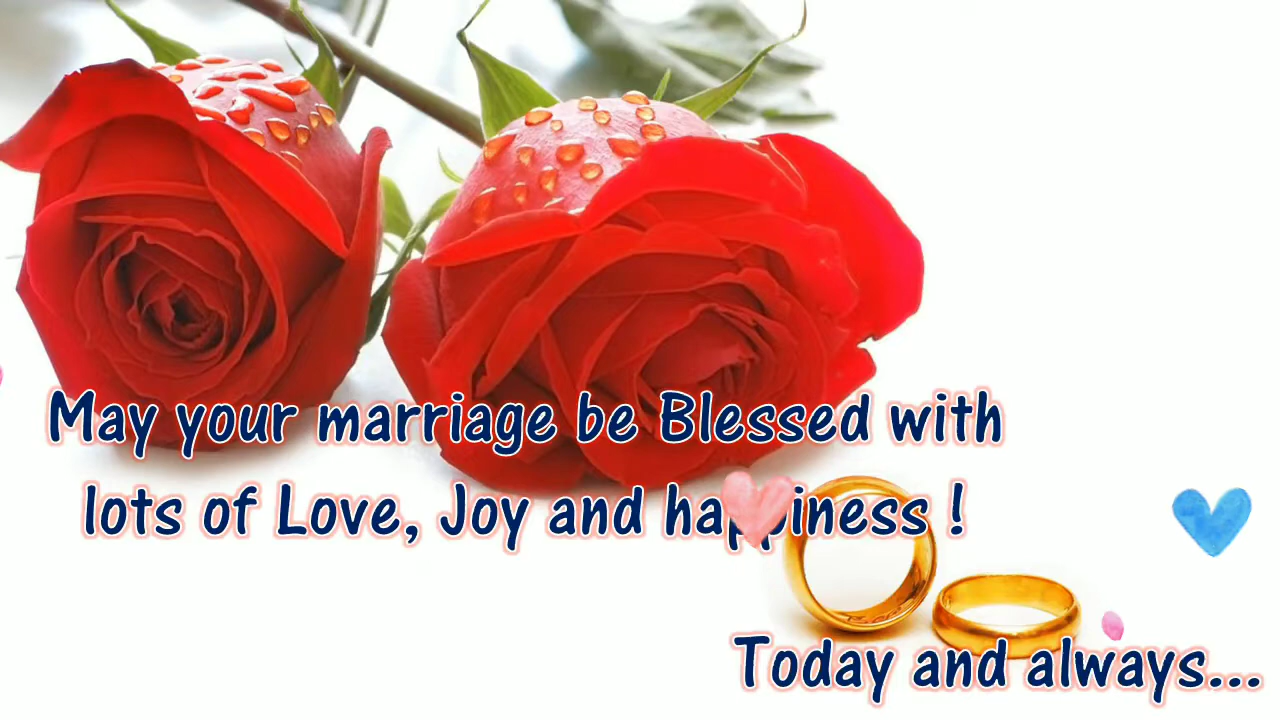 May your marriage be Blessed with
lots of Love, Joy and happiness !
Today and always...